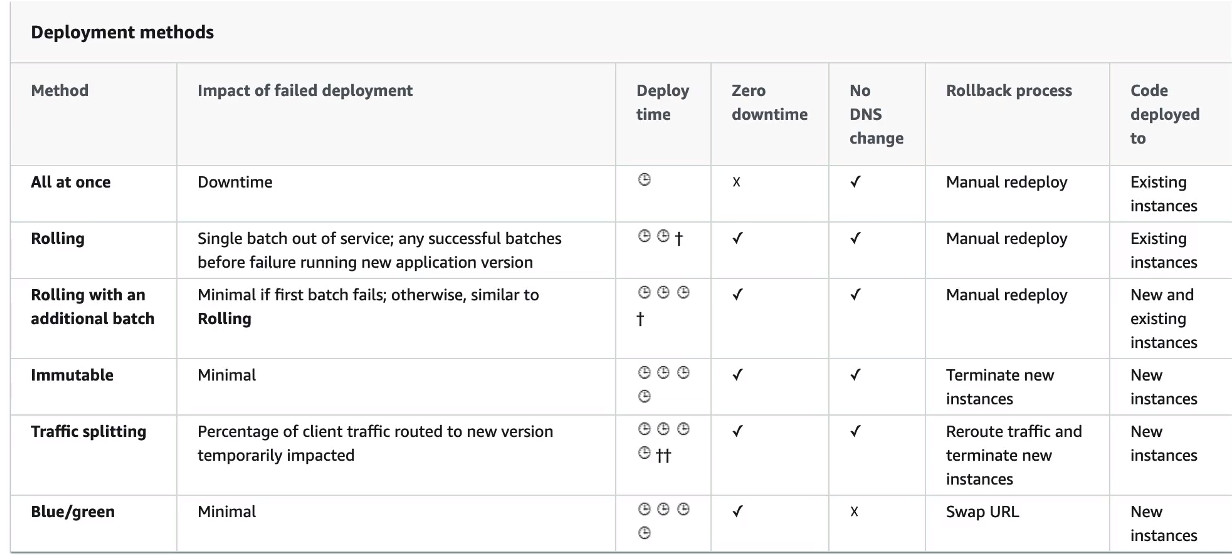 Deployment methods
Method
Impact of failed deployment
Deploy
time
Zero
downtime
No
DNS
change
Rollback process
Code
deployed
to
All at once
Downtime
🕒
X
✓
Manual redeploy
Existing
instances
Rolling
Single batch out of service; any successful batches
before failure running new application version
🕒 🕒 †
✓
✓
Manual redeploy
Existing
instances
Rolling with an
additional batch
Minimal if first batch fails; otherwise, similar to
Rolling
🕒 🕒 🕒
†
✓
✓
Manual redeploy
New and
existing
instances
Immutable
Minimal
🕒 🕒 🕒
🕒
✓
✓
Terminate new
instances
New
instances
Traffic splitting
Percentage of client traffic routed to new version
temporarily impacted
🕒 🕒 🕒
🕒 ††
✓
✓
Reroute traffic and
terminate new
instances
New
instances
Blue/green
Minimal
🕒 🕒 🕒
🕒
✓
X
Swap URL
New
instances